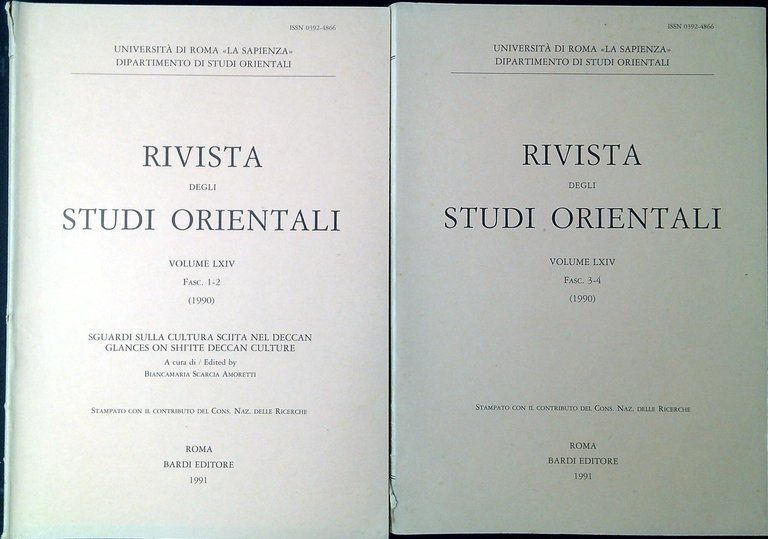 ISSN 0392-4866
UNIVERSITÀ DI ROMA «LA SAPIENZA»
DIPARTIMENTO DI STUDI ORIENTALI
RIVISTA
DEGLI
STUDI ORIENTALI
VOLUME LXIV
FASC. 1-2
(1990)
SGUARDI SULLA CULTURA SCIITA NEL DECCAN
GLANCES ON SHI'ITE DECCAN CULTURE
A cura di / Edited by
BIANCAMARIA SCARCIA AMORETTI
STAMPATO CON IL CONTRIBUTO DEL CONS. NAZ. DELLE RICERCHE
ROMA
BARDI EDITORE
1991
ISSN 0392-4866
UNIVERSITÀ DI ROMA «LA SAPIENZA»
DIPARTIMENTO DI STUDI ORIENTALI
RIVISTA
DEGLI
STUDI ORIENTALI
VOLUME LXIV
FASC. 3-4
(1990)
STAMPATO CON IL CONTRIBUTO DEL CONS. NAZ. DELLE RICERCHE
ROMA
BARDI EDITORE
1991